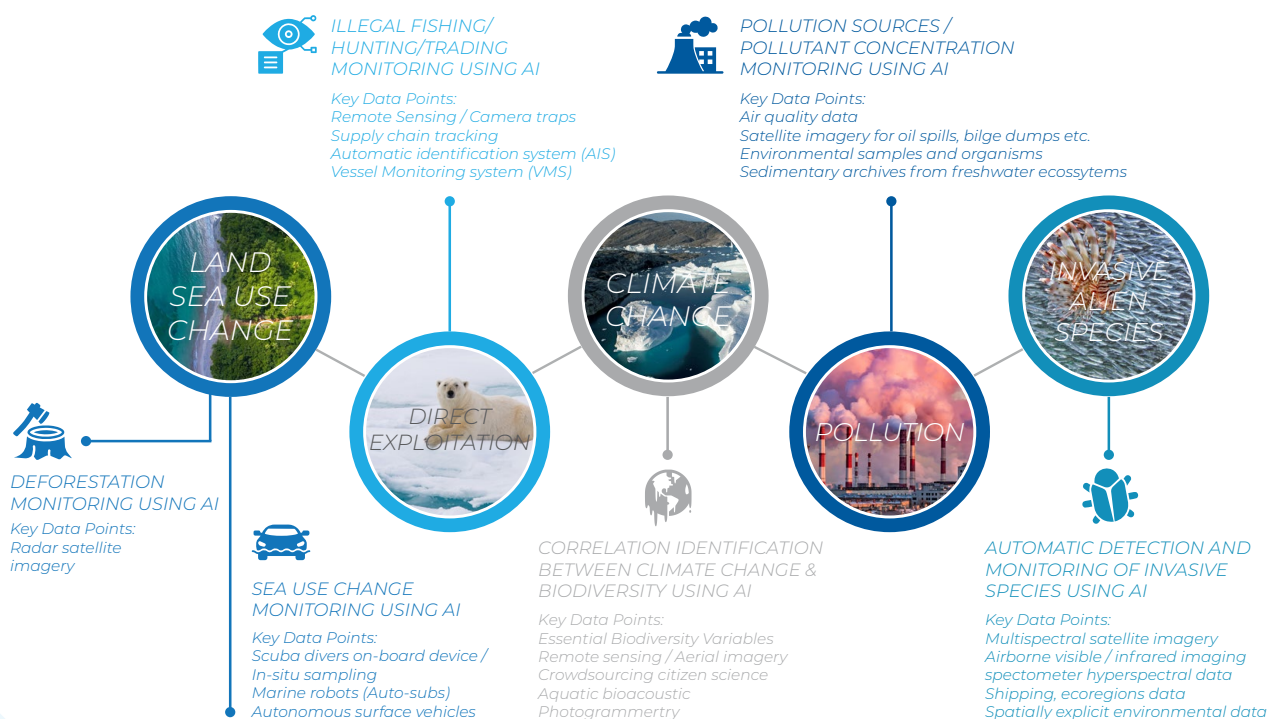 ILLEGAL FISHING/
HUNTING/TRADING
MONITORING USING AI
Key Data Points:
Remote Sensing / Camera traps
Supply chain tracking
Automatic identification system (AIS)
Vessel Monitoring system (VMS)
POLLUTION SOURCES /
POLLUTANT CONCENTRATION
MONITORING USING AI
Key Data Points:
Air quality data
Satellite imagery for oil spills, bilge dumps etc.
Environmental samples and organisms
Sedimentary archives from freshwater ecossytems
LAND
SEA USE
CHANGE
DIRECT
EXPLOITATION
CLIMATE
CHANGE
POLLUTION
INVASIVE
ALIEN
SPECIES
DEFORESTATION
MONITORING USING AI
Key Data Points:
Radar satellite
imagery
SEA USE CHANGE
MONITORING USING AI
Key Data Points:
Scuba divers on-board device /
In-situ sampling
Marine robots (Auto-subs)
Autonomous surface vehicles
CORRELATION IDENTIFICATION
BETWEEN CLIMATE CHANGE &
BIODIVERSITY USING AI
Key Data Points:
Essential Biodiversity Variables
Remote sensing / Aerial imagery
Crowdsourcing citizen science
Aquatic bioacoustic
Photogrammertry
AUTOMATIC DETECTION AND
MONITORING OF INVASIVE
SPECIES USING AI
Key Data Points:
Multispectral satellite imagery
Airborne visible / infrared imaging
spectometer hyperspectral data
Shipping, ecoregions data
Spatially explicit environmental data